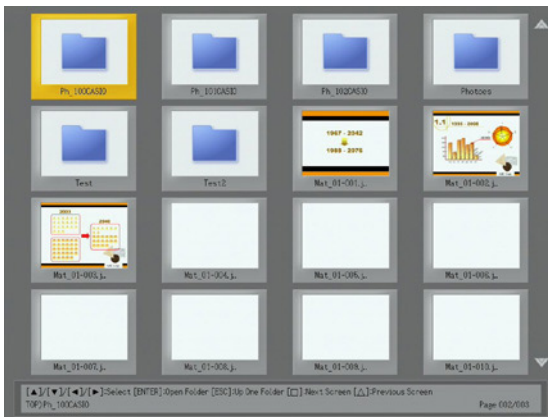 Ph_100CASIO
Ph_101CASIO
Ph_102CASIO
Photoes
Test
Test2
1967 - 2042
1988 - 2076
Mat_01-001.j…
1.1
Mat_01-002.j…
Mat_01-003.j…
Mat_01-004.j…
Mat_01-005.j…
Mat_01-006.j…
Mat_01-007.j…
Mat_01-008.j…
Mat_01-009.j…
Mat_01-010.j…
[▲]/[▼]/[◄]/[►]:Select [ENTER]:Open Folder [ESC]:Up One Folder [□]:Next Screen [△]:Previous Screen
TOP/Ph_100CASIO
Page 002/003